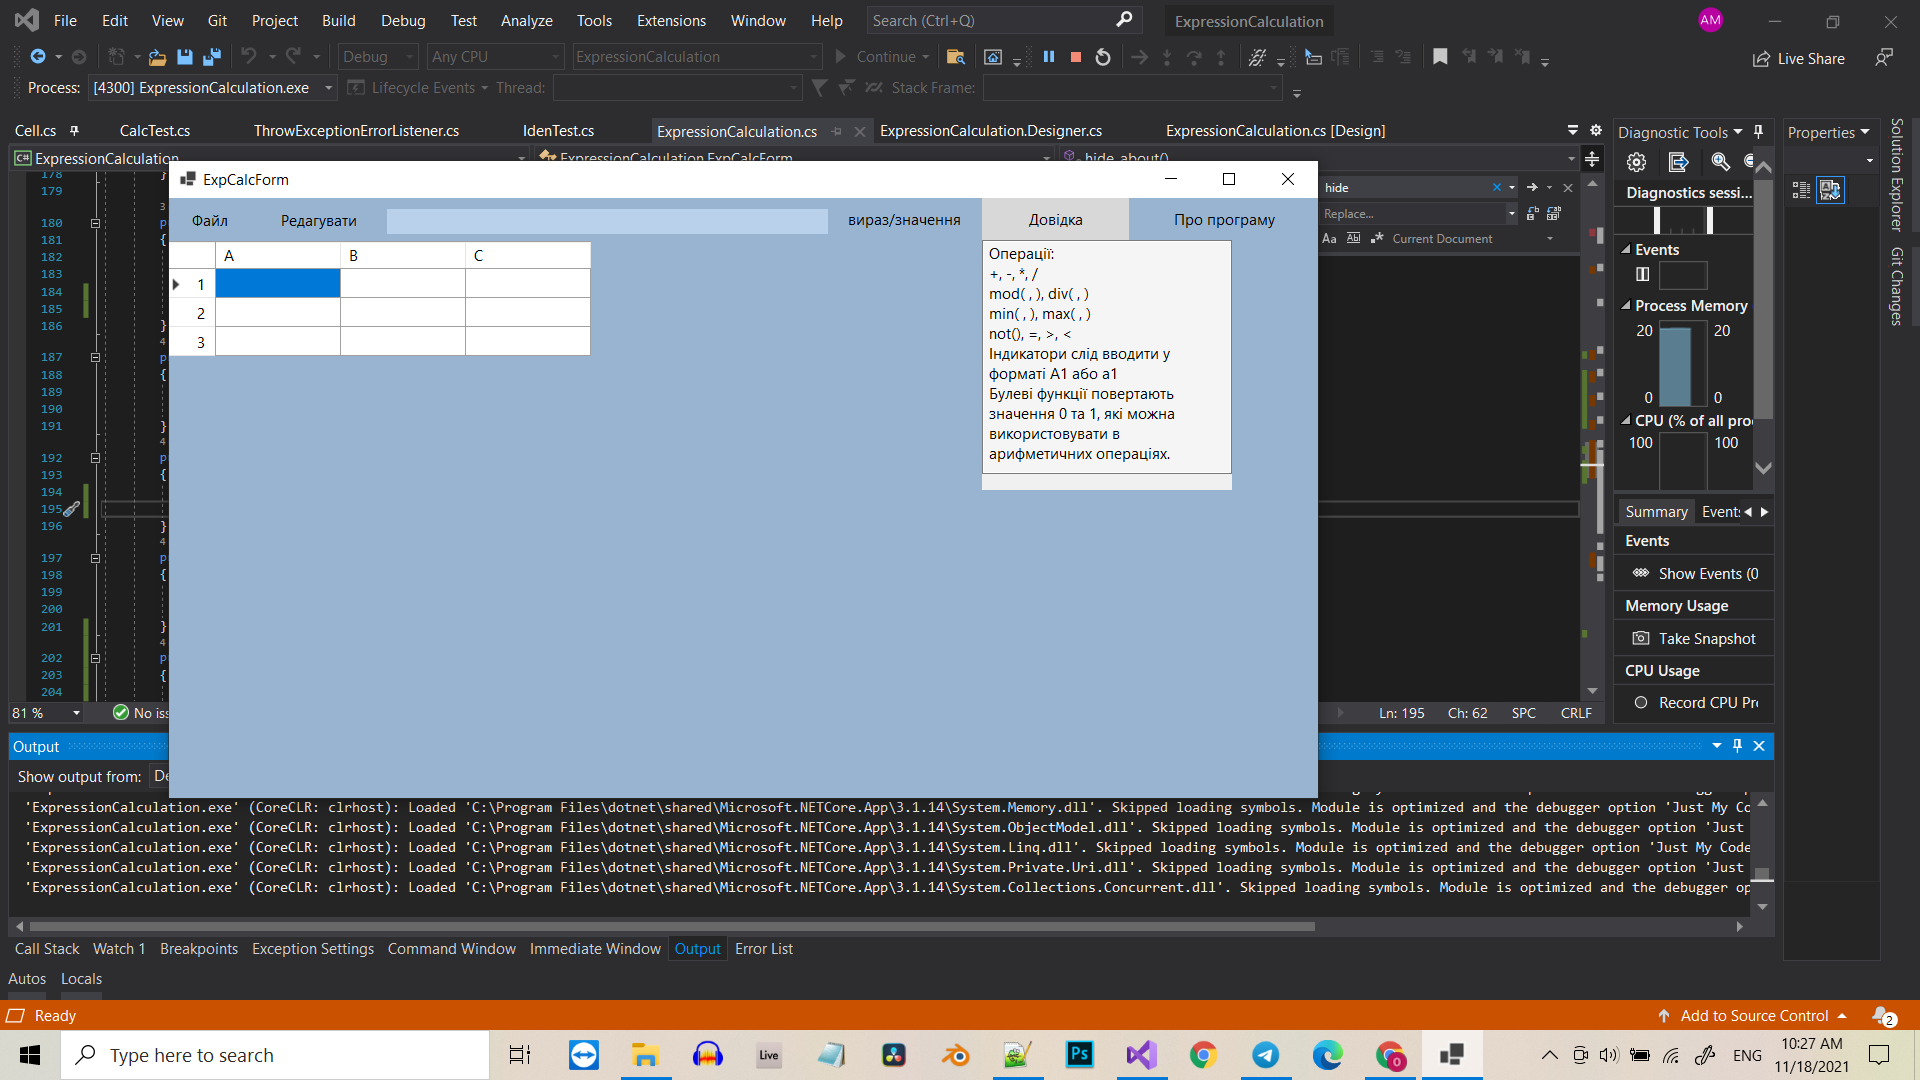 File Edit View Git Project Build Debug Test Analyze Tools Extensions Window Help Search (Ctrl+Q) ExpressionCalculation AM
Debug Any CPU ExpressionCalculation Continue Live Share
Process: [4300] ExpressionCalculation.exe Lifecycle Events Thread: Stack Frame:
Cell.cs CalcTest.cs ThrowExceptionErrorListener.cs IdenTest.cs ExpressionCalculation.cs ExpressionCalculation.Designer.cs ExpressionCalculation.cs [Design]
C# ExpressionCalculation ExpressionCalculation.ExpCalcForm hide_about()
ExpCalcForm
Файл Редагувати вираз/значення Довідка Про програму
A B C
1
2
3
Операції:
+, -, *, /
mod( , ), div( , )
min( , ), max( , )
not(), =, >, <
Індикатори слід вводити у
форматі A1 або a1
Булеві функції повертають
значення 0 та 1, які можна
використовувати в
арифметичних операціях.
178 }
179
3
180 p
181 {
182
183
184
185
186 }
4
187 p
188 {
189
190
191 }
4
192 p
193 {
194
195
196 }
4
197 p
198 {
199
200
201 }
4
202 p
203 {
204
hide
Replace...
Aa Ab .* Current Document
81 % No iss Ln: 195 Ch: 62 SPC CRLF
Diagnostic Tools
Diagnostics sessi...
Events
Process Memory
20 20
0 0
CPU (% of all pro
100 100
Summary Event
Events
Show Events (0
Memory Usage
Take Snapshot
CPU Usage
Record CPU Pr
Properties
Solution Explorer
Git Changes
Output
Show output from: De
'ExpressionCalculation.exe' (CoreCLR: clrhost): Loaded 'C:\Program Files\dotnet\shared\Microsoft.NETCore.App\3.1.14\System.Memory.dll'. Skipped loading symbols. Module is optimized and the debugger option 'Just My Co
'ExpressionCalculation.exe' (CoreCLR: clrhost): Loaded 'C:\Program Files\dotnet\shared\Microsoft.NETCore.App\3.1.14\System.ObjectModel.dll'. Skipped loading symbols. Module is optimized and the debugger option 'Just
'ExpressionCalculation.exe' (CoreCLR: clrhost): Loaded 'C:\Program Files\dotnet\shared\Microsoft.NETCore.App\3.1.14\System.Linq.dll'. Skipped loading symbols. Module is optimized and the debugger option 'Just My Code
'ExpressionCalculation.exe' (CoreCLR: clrhost): Loaded 'C:\Program Files\dotnet\shared\Microsoft.NETCore.App\3.1.14\System.Private.Uri.dll'. Skipped loading symbols. Module is optimized and the debugger option 'Just
'ExpressionCalculation.exe' (CoreCLR: clrhost): Loaded 'C:\Program Files\dotnet\shared\Microsoft.NETCore.App\3.1.14\System.Collections.Concurrent.dll'. Skipped loading symbols. Module is optimized and the debugger op
Call Stack Watch 1 Breakpoints Exception Settings Command Window Immediate Window Output Error List
Autos Locals
Ready Add to Source Control 2
Type here to search Live Ps O ENG 10:27 AM
11/18/2021